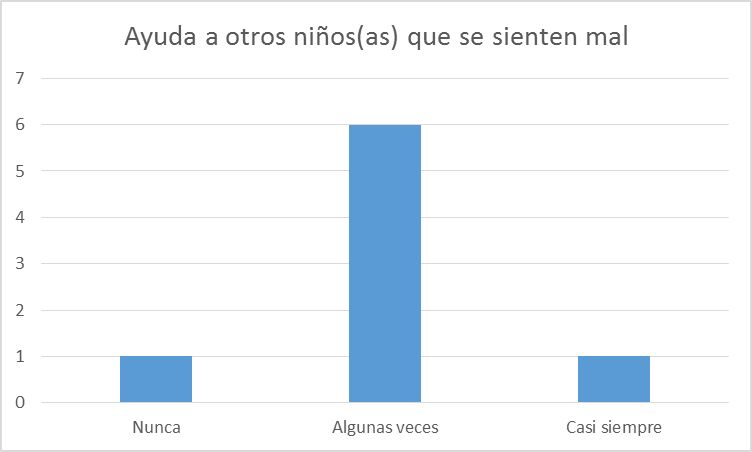 Ayuda a otros niños(as) que se sienten mal
7
6
5
4
3
2
1
0
Nunca
Algunas veces
Casi siempre